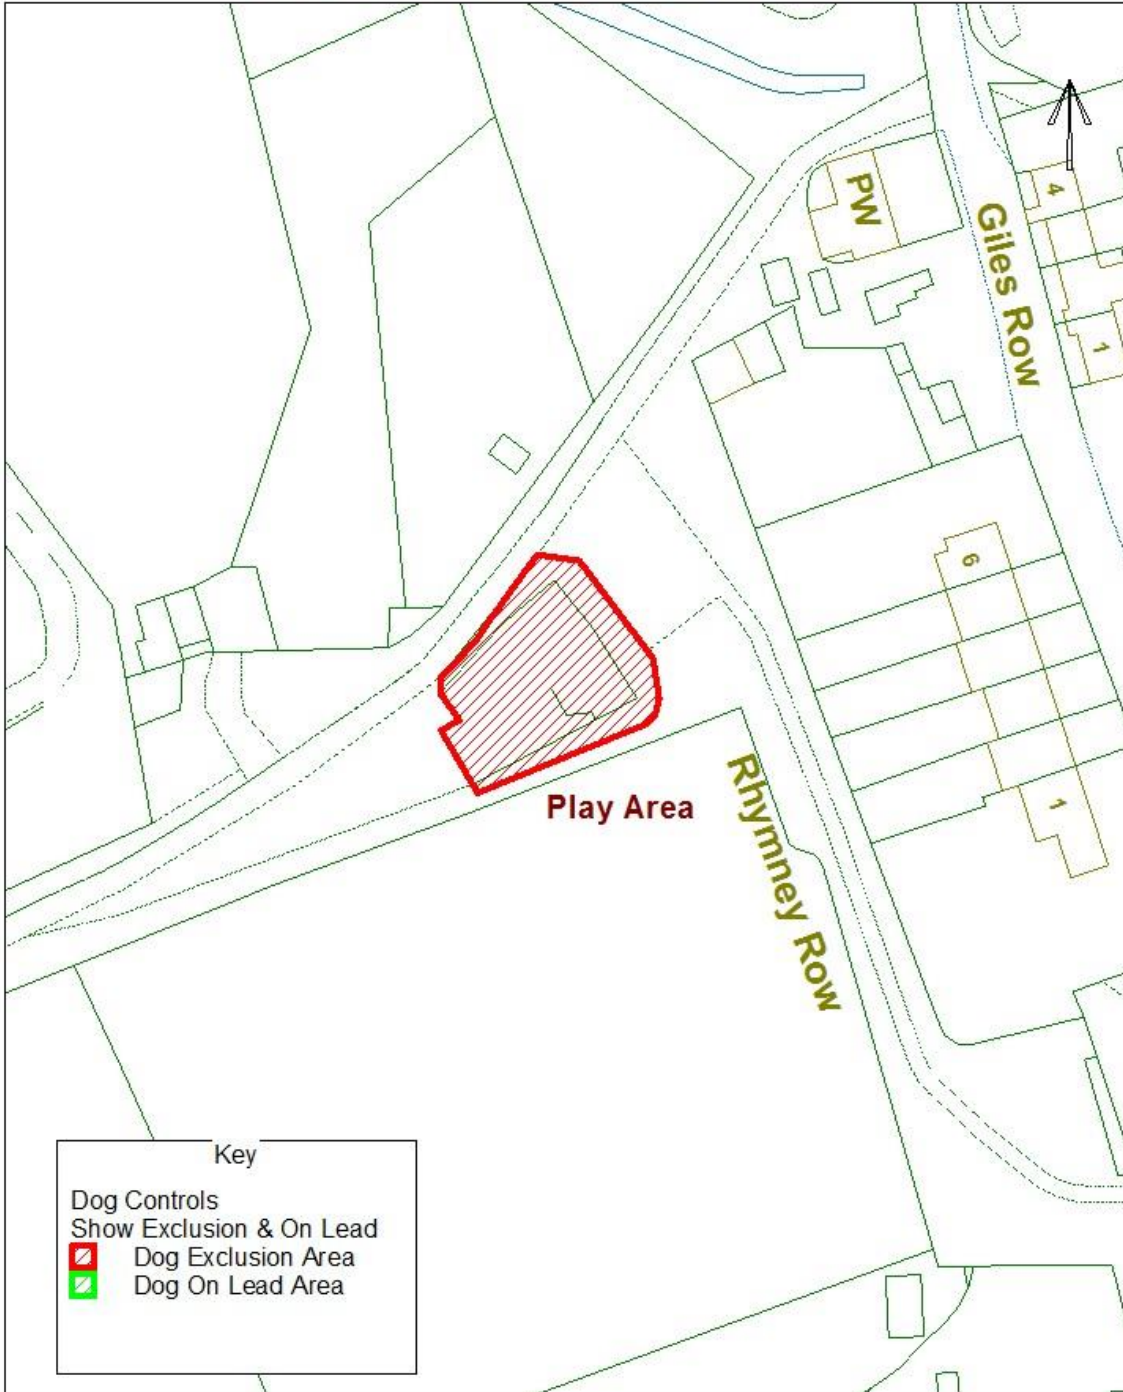 PW
4
Giles Row
1
6
Play Area
Rhymney Row
1
Key
Dog Controls
Show Exclusion & On Lead
Dog Exclusion Area
Dog On Lead Area